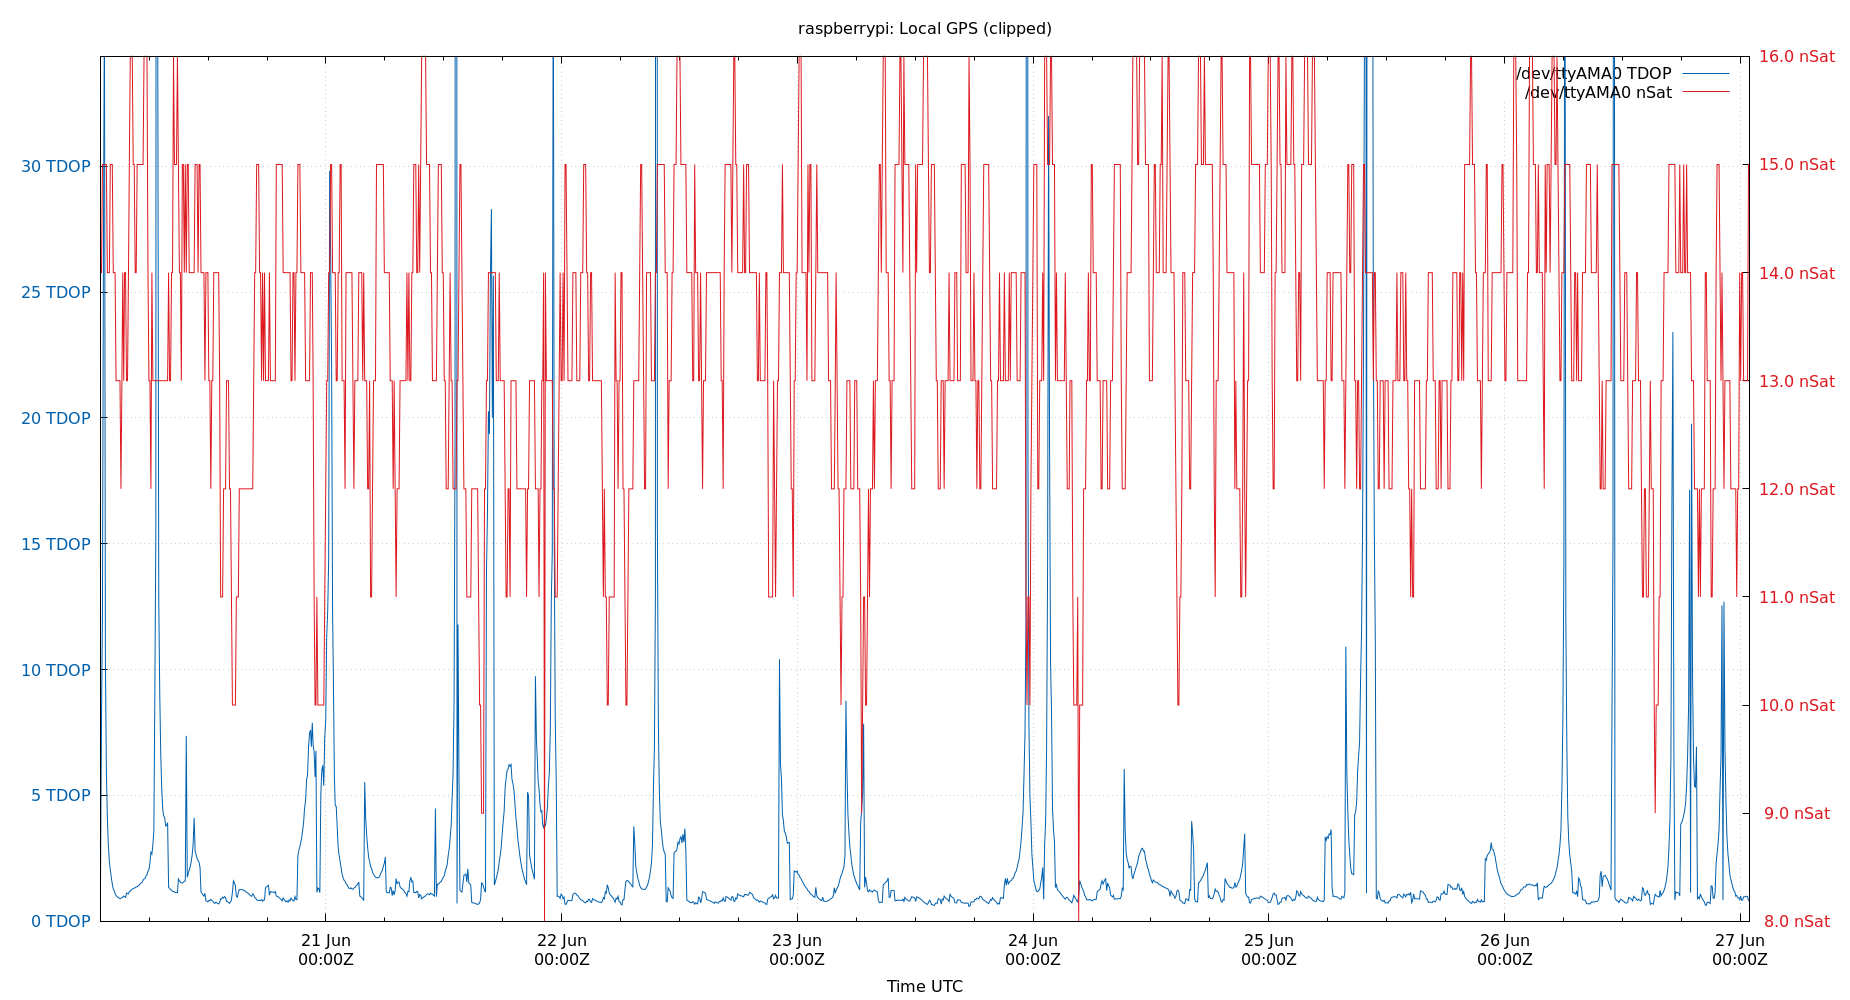 raspberrypi: Local GPS (clipped)
/dev/ttyAMA0 TDOP
/dev/ttyAMA0 nSat
30 TDOP
25 TDOP
20 TDOP
15 TDOP
10 TDOP
5 TDOP
0 TDOP
16.0 nSat
15.0 nSat
14.0 nSat
13.0 nSat
12.0 nSat
11.0 nSat
10.0 nSat
9.0 nSat
8.0 nSat
21 Jun 22 Jun 23 Jun 24 Jun 25 Jun 26 Jun 27 Jun
00:00Z 00:00Z 00:00Z 00:00Z 00:00Z 00:00Z 00:00Z
Time UTC